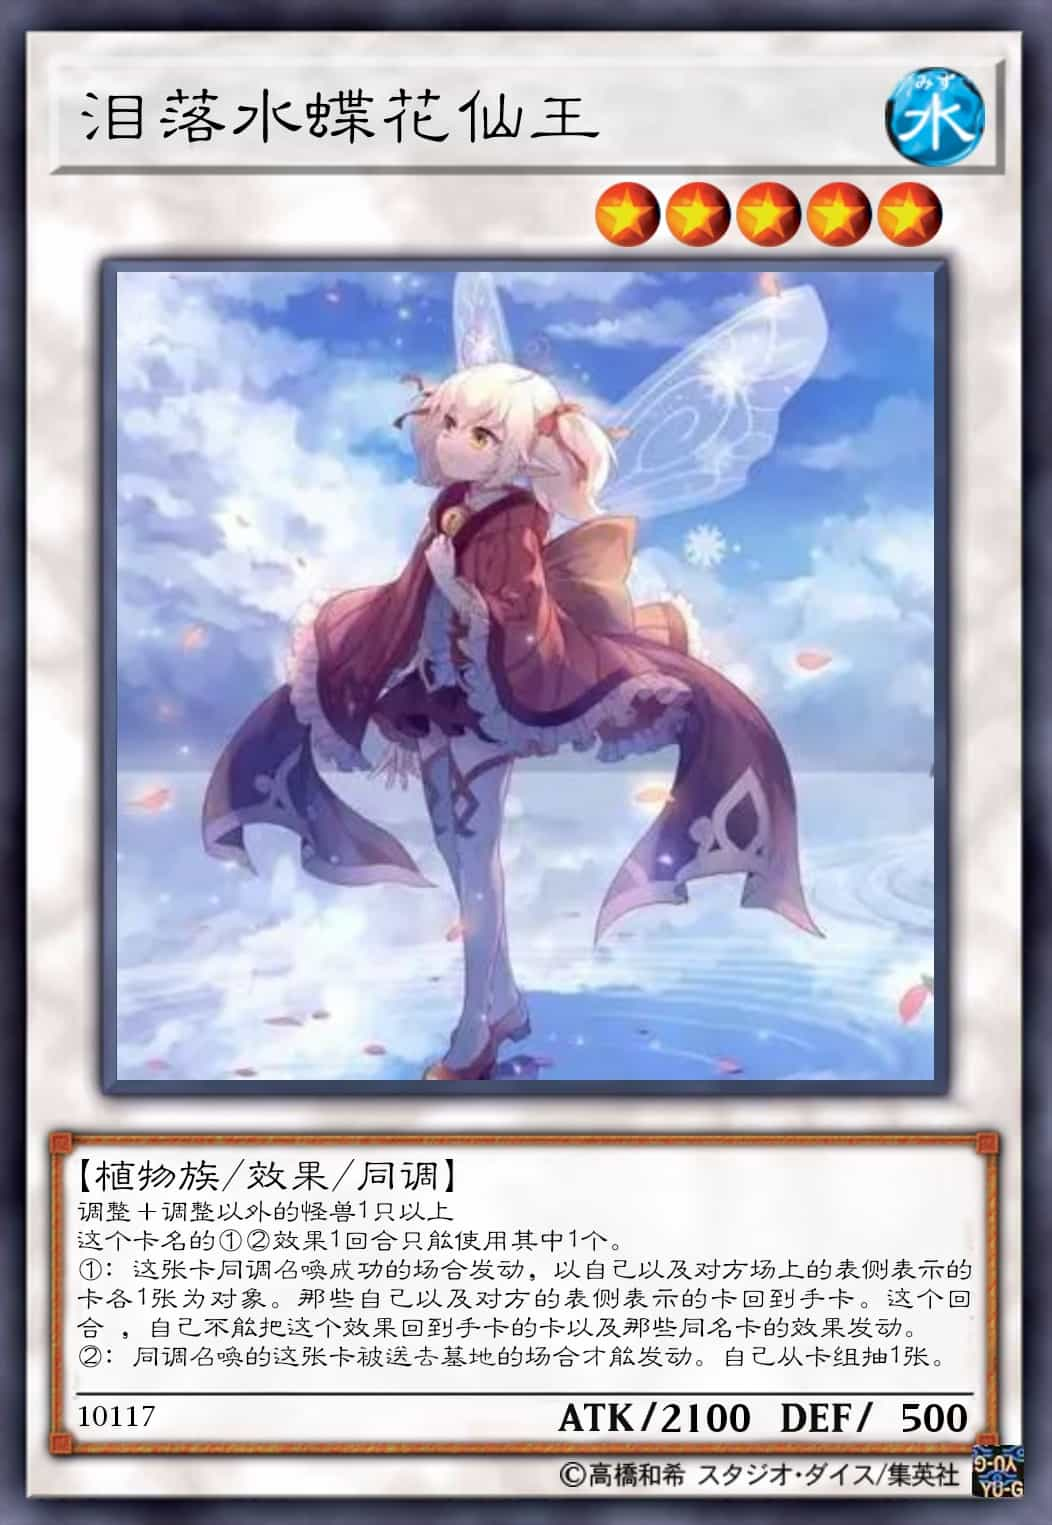 泪落水蝶花仙王
みず
水
【植物族/效果/同调】
调整＋调整以外的怪兽1只以上
这个卡名的①②效果1回合只能使用其中1个。
①：这张卡同调召唤成功的场合发动，以自己以及对方场上的表侧表示的
卡各1张为对象。那些自己以及对方的表侧表示的卡回到手卡。这个回
合 ，自己不能把这个效果回到手卡的卡以及那些同名卡的效果发动。
②：同调召唤的这张卡被送去墓地的场合才能发动。自己从卡组抽1张。
10117
ATK/2100 DEF/ 500
©高橋和希 スタジオ・ダイス/集英社
YU-G